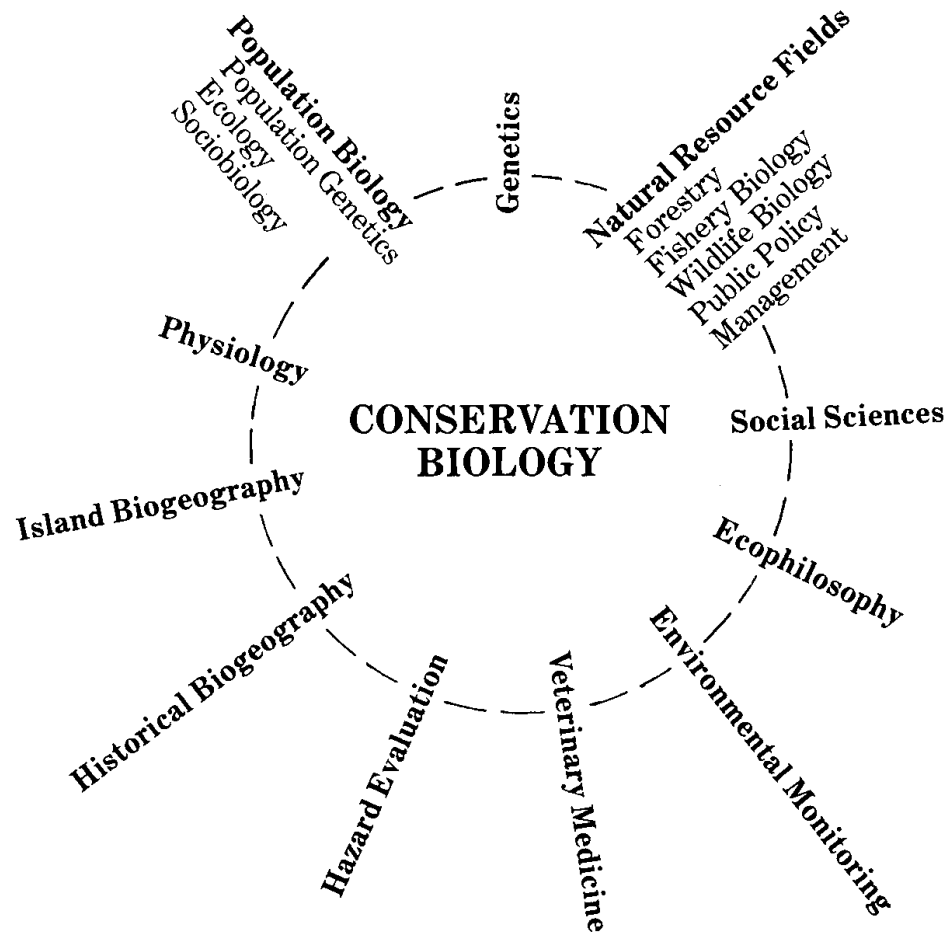 Population Biology
Population Genetics
Ecology
Sociobiology
Genetics
Natural Resource Fields
Forestry
Fishery Biology
Wildlife Biology
Public Policy
Management
Social Sciences
Ecophilosophy
Environmental Monitoring
Veterinary Medicine
Hazard Evaluation
Historical Biogeography
Island Biogeography
Physiology
CONSERVATION
BIOLOGY